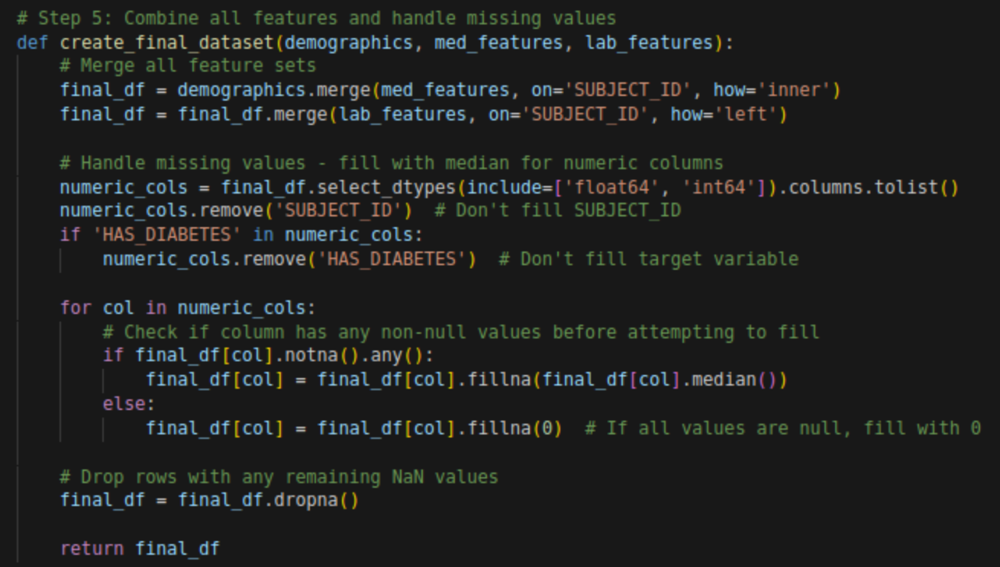 # Step 5: Combine all features and handle missing values
def create_final_dataset(demographics, med_features, lab_features):
    # Merge all feature sets
    final_df = demographics.merge(med_features, on='SUBJECT_ID', how='inner')
    final_df = final_df.merge(lab_features, on='SUBJECT_ID', how='left')

    # Handle missing values - fill with median for numeric columns
    numeric_cols = final_df.select_dtypes(include=['float64', 'int64']).columns.tolist()
    numeric_cols.remove('SUBJECT_ID')  # Don't fill SUBJECT_ID
    if 'HAS_DIABETES' in numeric_cols:
        numeric_cols.remove('HAS_DIABETES')  # Don't fill target variable

    for col in numeric_cols:
        # Check if column has any non-null values before attempting to fill
        if final_df[col].notna().any():
            final_df[col] = final_df[col].fillna(final_df[col].median())
        else:
            final_df[col] = final_df[col].fillna(0)  # If all values are null, fill with 0

    # Drop rows with any remaining NaN values
    final_df = final_df.dropna()

    return final_df